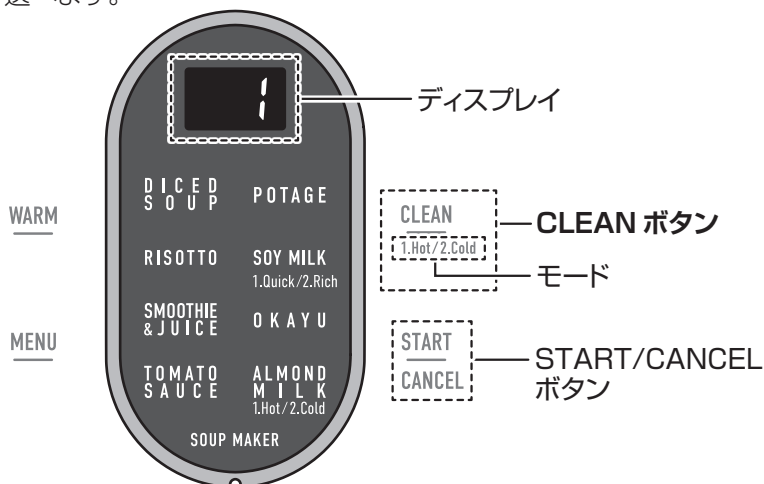 ディスプレイ
1
DICED SOUP
POTAGE
WARM
CLEAN
1.Hot/2.Cold
CLEAN ボタン
モード
RISOTTO
SOY MILK
1.Quick/2.Rich
SMOOTHIE & JUICE
OKAYU
MENU
START
CANCEL
START/CANCEL
ボタン
TOMATO SAUCE
ALMOND MILK
1.Hot/2.Cold
SOUP MAKER